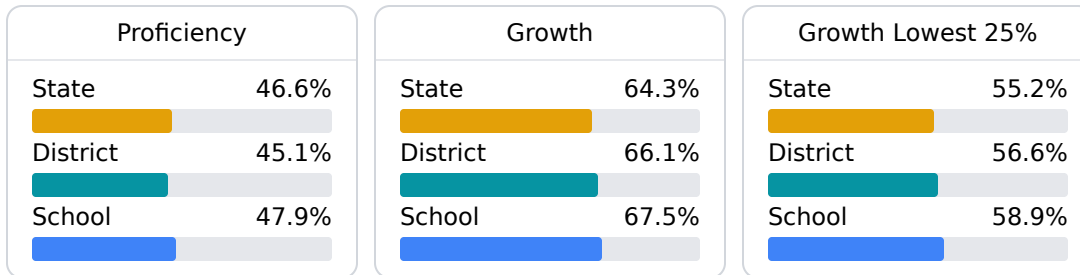 Proficiency
State 46.6%
District 45.1%
School 47.9%
Growth
State 64.3%
District 66.1%
School 67.5%
Growth Lowest 25%
State 55.2%
District 56.6%
School 58.9%